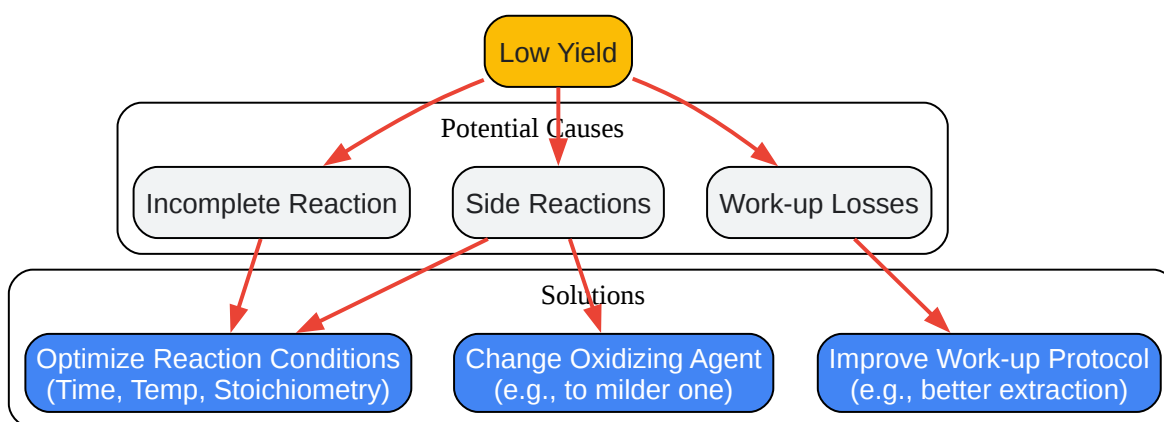 Low Yield
Potential Causes
Incomplete Reaction
Side Reactions
Work-up Losses
Solutions
Optimize Reaction Conditions
(Time, Temp, Stoichiometry)
Change Oxidizing Agent
(e.g., to milder one)
Improve Work-up Protocol
(e.g., better extraction)